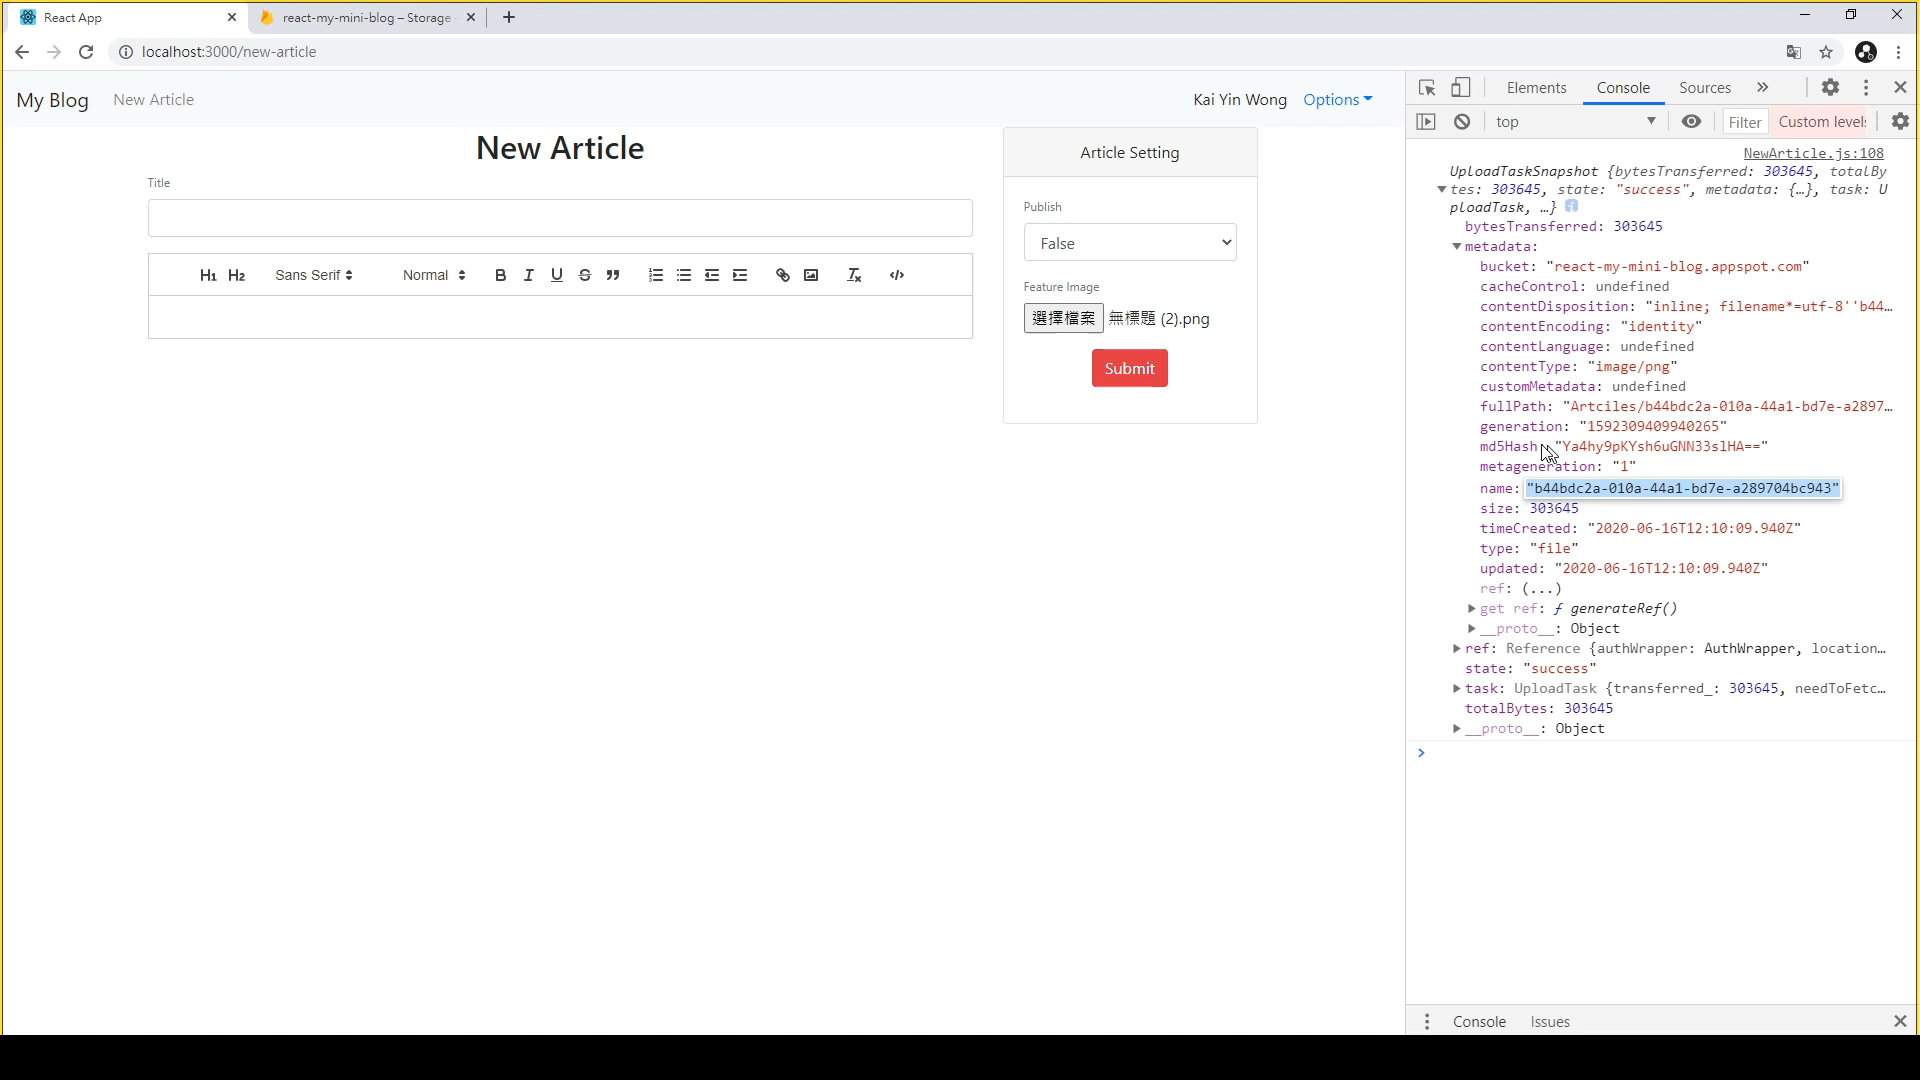 React App
react-my-mini-blog – Storage
localhost:3000/new-article
My Blog
New Article
Kai Yin Wong
Options
New Article
Title
H1 H2 Sans Serif Normal B I U S
Article Setting
Publish
False
Feature Image
選擇檔案 無標題 (2).png
Submit
Elements Console Sources
top Filter Custom levels
NewArticle.js:108
UploadTaskSnapshot {bytesTransferred: 303645, totalBy
tes: 303645, state: "success", metadata: {…}, task: U
ploadTask, …}
bytesTransferred: 303645
metadata:
bucket: "react-my-mini-blog.appspot.com"
cacheControl: undefined
contentDisposition: "inline; filename*=utf-8''b44…
contentEncoding: "identity"
contentLanguage: undefined
contentType: "image/png"
customMetadata: undefined
fullPath: "Artciles/b44bdc2a-010a-44a1-bd7e-a2897…
generation: "1592309409940265"
md5Hash: "Ya4hy9pKYsh6uGNN33slHA=="
metageneration: "1"
name: "b44bdc2a-010a-44a1-bd7e-a289704bc943"
size: 303645
timeCreated: "2020-06-16T12:10:09.940Z"
type: "file"
updated: "2020-06-16T12:10:09.940Z"
ref: (...)
get ref: ƒ generateRef()
__proto__: Object
ref: Reference {authWrapper: AuthWrapper, location…
state: "success"
task: UploadTask {transferred_: 303645, needToFetc…
totalBytes: 303645
__proto__: Object
Console Issues